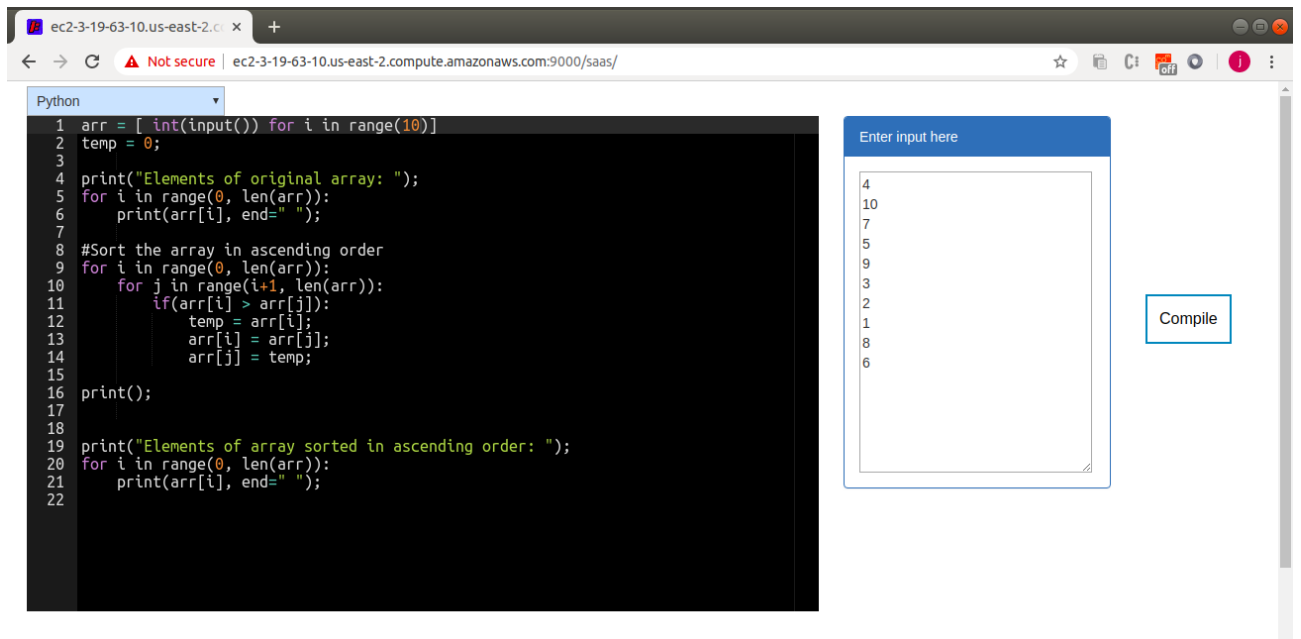 ec2-3-19-63-10.us-east-2.c
Not secure | ec2-3-19-63-10.us-east-2.compute.amazonaws.com:9000/saas/
off
j
Python
1 arr = [ int(input()) for i in range(10)]
2 temp = 0;
3
4 print("Elements of original array: ");
5 for i in range(0, len(arr)):
6     print(arr[i], end=" ");
7
8 #Sort the array in ascending order
9 for i in range(0, len(arr)):
10     for j in range(i+1, len(arr)):
11         if(arr[i] > arr[j]):
12             temp = arr[i];
13             arr[i] = arr[j];
14             arr[j] = temp;
15
16 print();
17
18
19 print("Elements of array sorted in ascending order: ");
20 for i in range(0, len(arr)):
21     print(arr[i], end=" ");
22
Enter input here
4
10
7
5
9
3
2
1
8
6
Compile